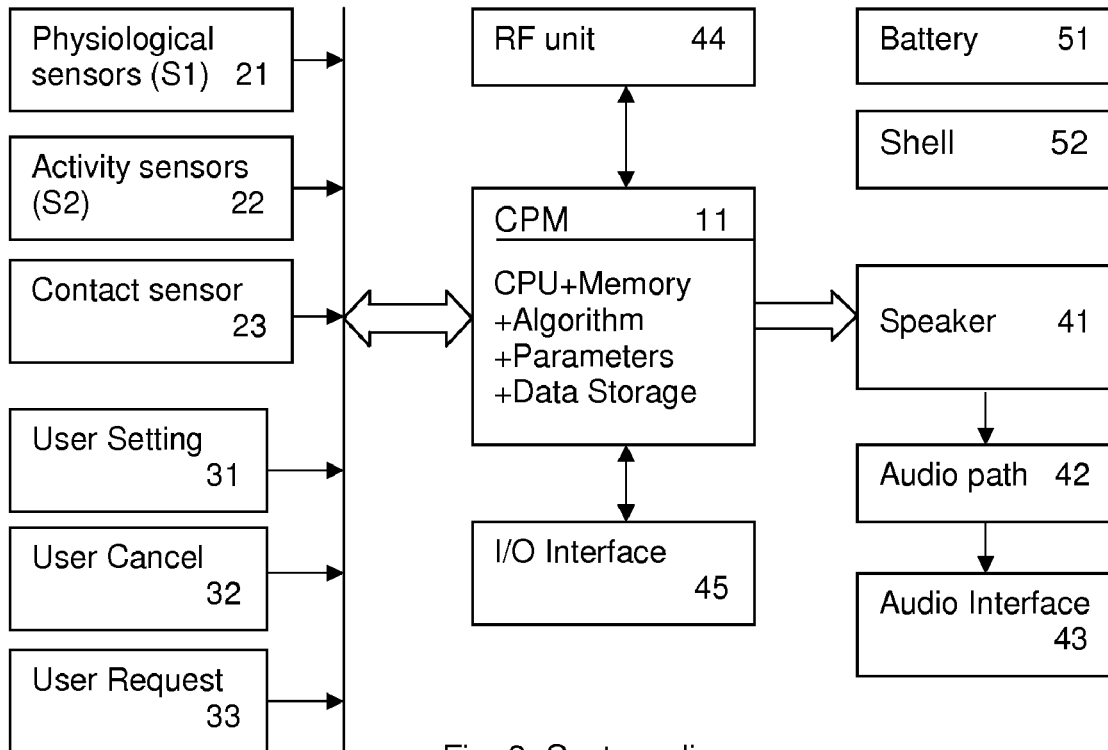 Physiological
sensors (S1) 21
Activity sensors
(S2) 22
Contact sensor
23
User Setting
31
User Cancel
32
User Request
33
RF unit 44
CPM 11
CPU+Memory
+Algorithm
+Parameters
+Data Storage
I/O Interface
45
Battery 51
Shell 52
Speaker 41
Audio path 42
Audio Interface
43